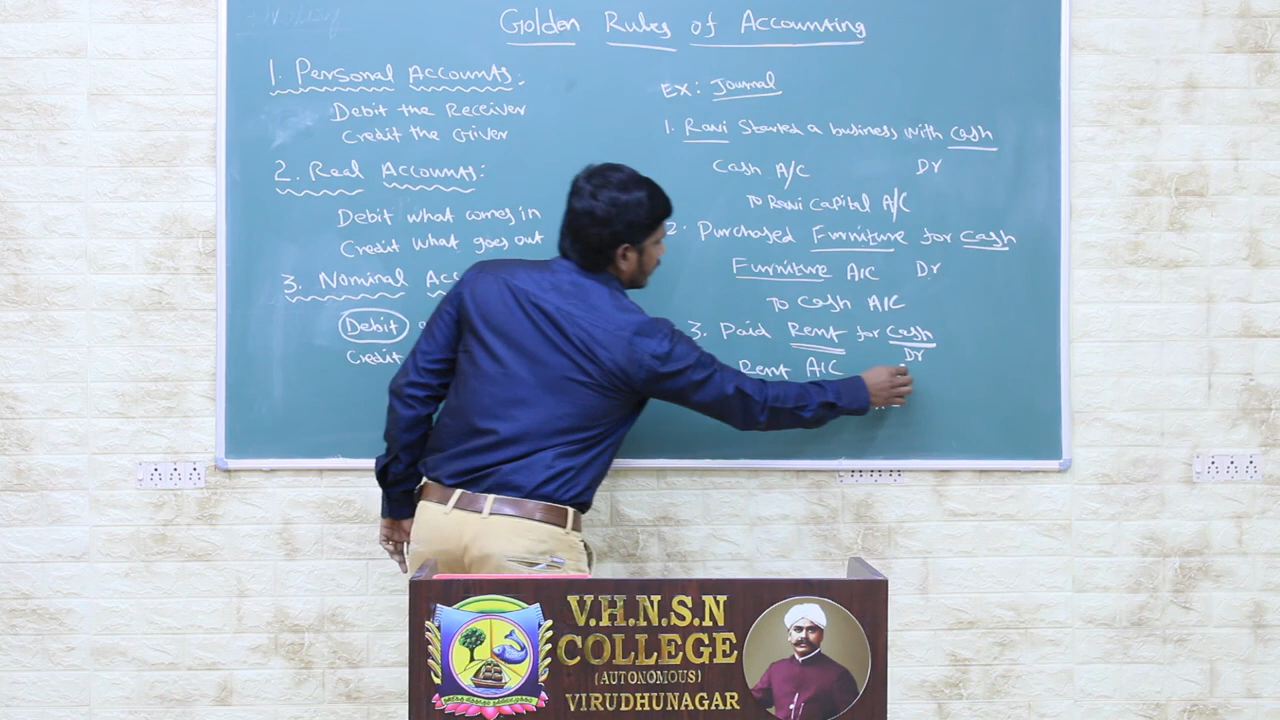 Golden Rules of Accounting
1. Personal Accounts:
Debit the Receiver
Credit the Giver
2. Real Accounts:
Debit what comes in
Credit what goes out
3. Nominal Acc
Debit
Credit
EX: Journal
1. Ravi Started a business with Cash
Cash A/C Dr
To Ravi Capital A/C
2. Purchased Furniture for Cash
Furniture A/C Dr
To Cash A/C
3. Paid Rent for Cash
Rent A/C Dr
V.H.N.S.N
COLLEGE
(AUTONOMOUS)
VIRUDHUNAGAR